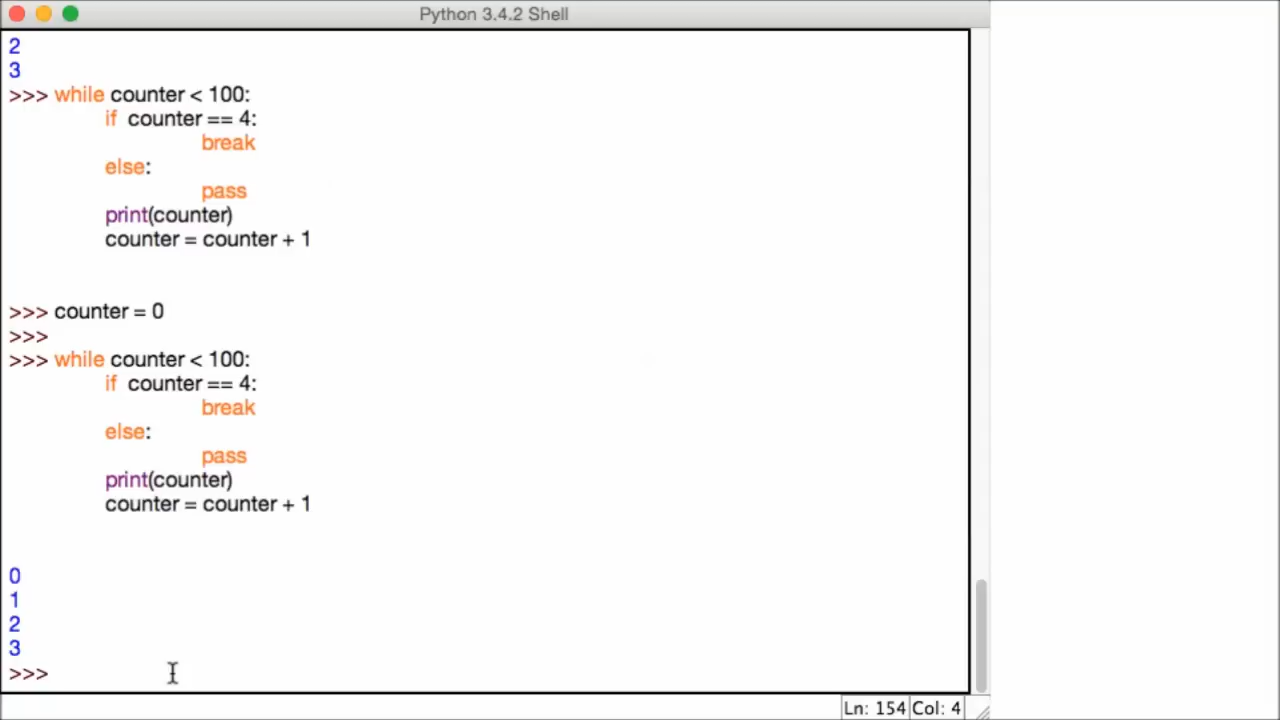 Python 3.4.2 Shell
2
3
>>> while counter < 100:
if  counter == 4:
break
else:
pass
print(counter)
counter = counter + 1
>>> counter = 0
>>>
>>> while counter < 100:
if  counter == 4:
break
else:
pass
print(counter)
counter = counter + 1
0
1
2
3
>>>
Ln: 154 Col: 4